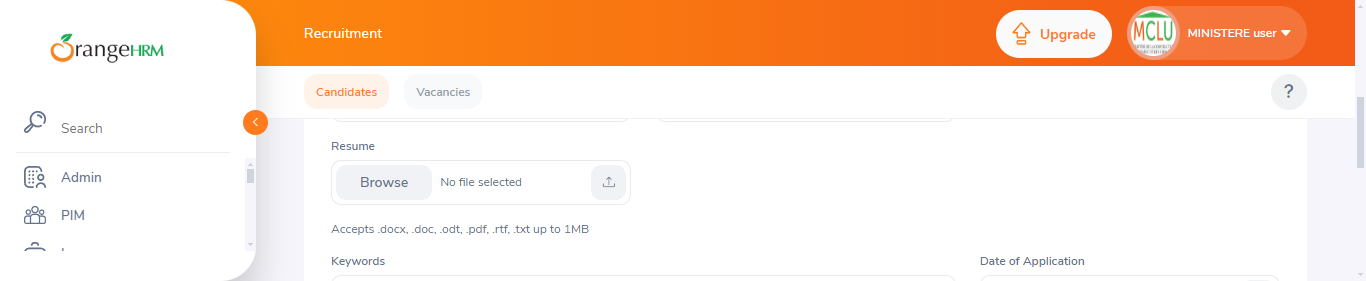 OrangeHRM
Recruitment
Upgrade
MCLU
MINISTERE user
Candidates
Vacancies
?
Search
Admin
PIM
Resume
Browse
No file selected
Accepts .docx, .doc, .odt, .pdf, .rtf, .txt up to 1MB
Keywords
Date of Application